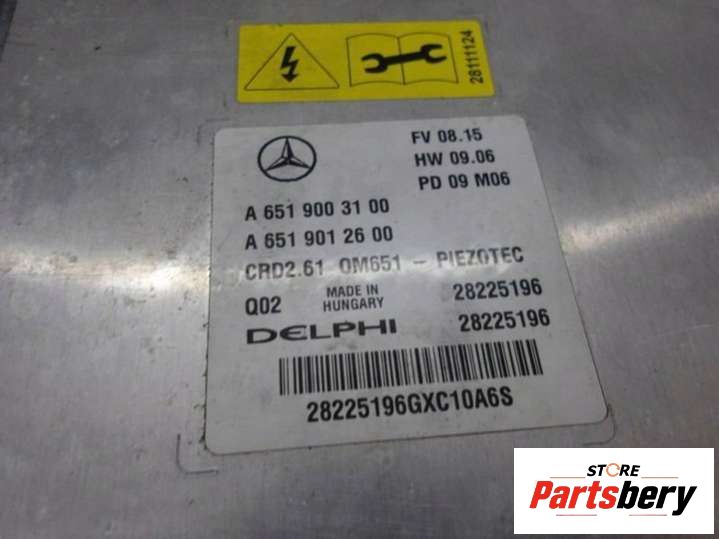 28111124
FV 08.15
HW 09.06
PD 09 M06
A 651 900 31 00
A 651 901 26 00
CRD2.61 OM651 - PIEZOTEC
Q02 MADE IN HUNGARY 28225196
DELPHI 28225196
28225196GXC10A6S
STORE
Partsbery